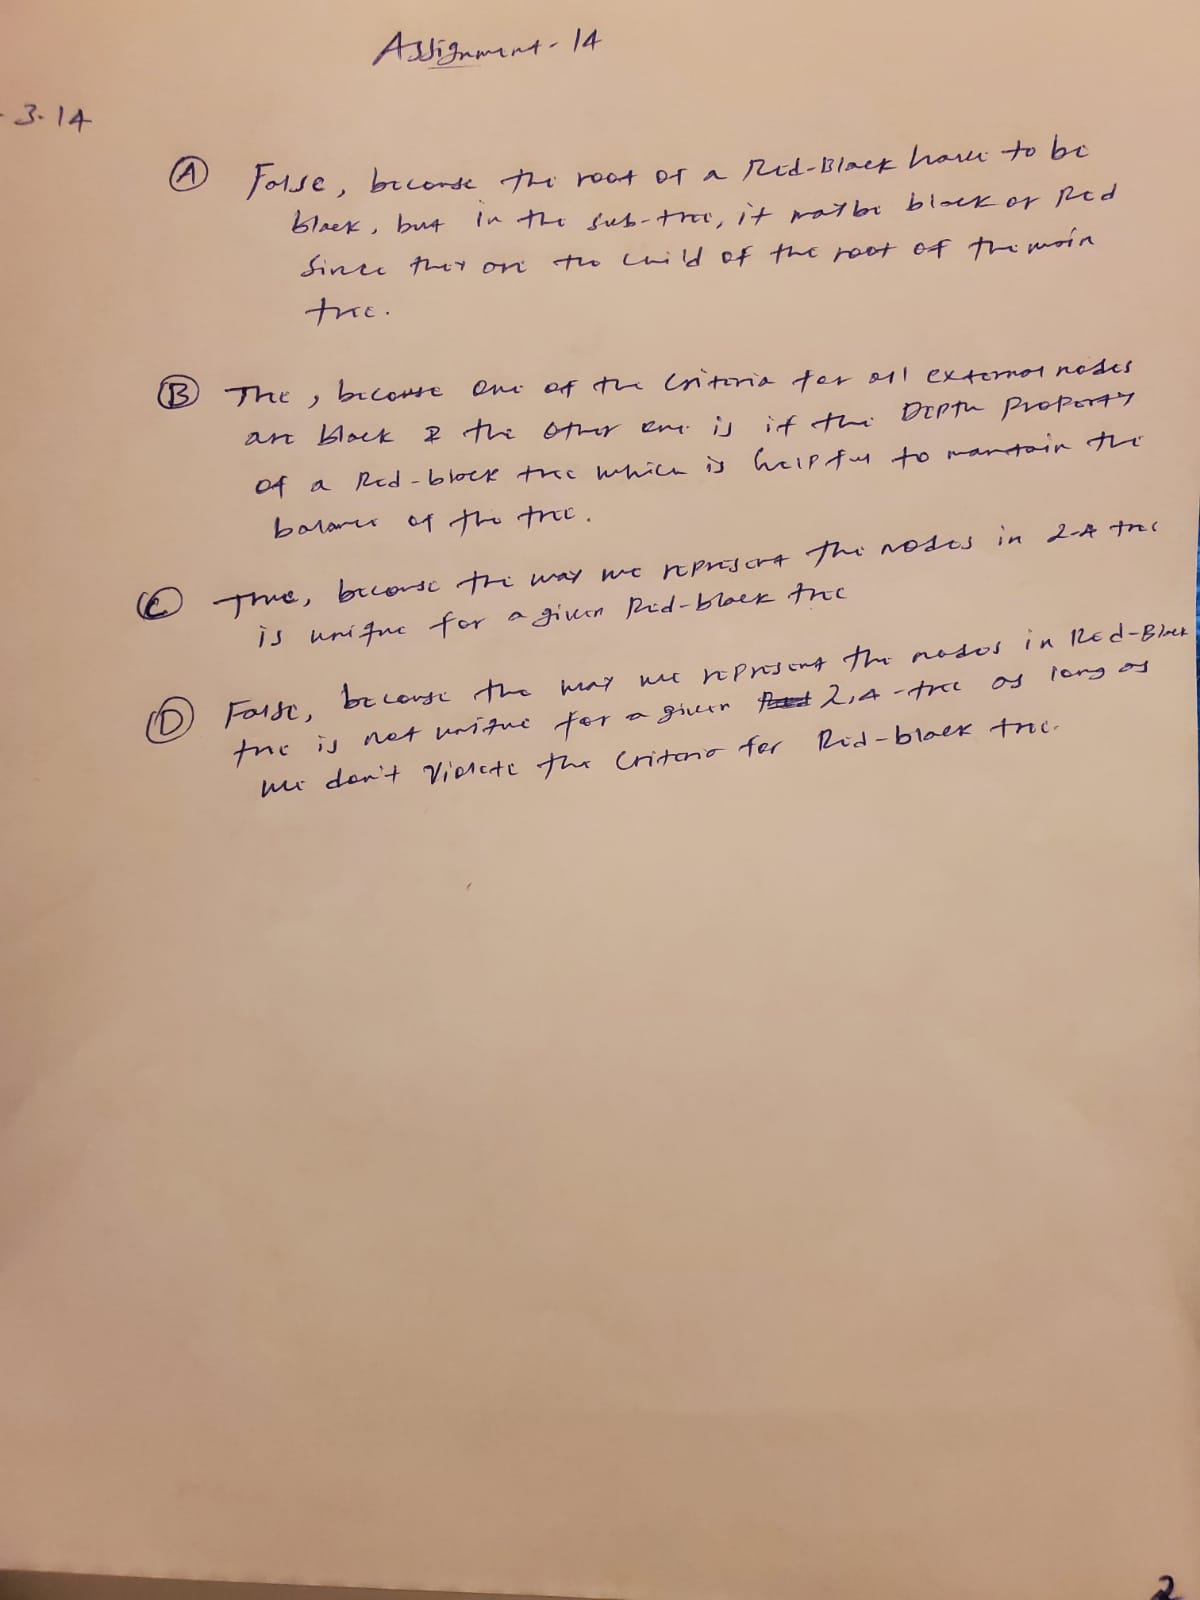 Assignment - 14
- 3.14
(A) False, because the root of a Red-Black have to be
black, but in the sub-tree, it maybe black or Red
Since they are the child of the root of the main
tree.
(B) The, because one of the criteria for all external nodes
are black & the other one is if the Depth Property
of a Red-black tree which is helpful to maintain the
balance of the tree.
(C) True, because the way we represent the nodes in 2-4 tree
is unique for a given Red-black tree
(D) False, because the way we represent the nodes in Red-Black
tree is not unique for a given 2,4-tree as long as
we don't violate the Criteria for Red-black tree.
2